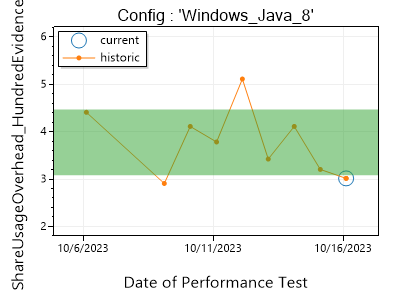 Config : 'Windows_Java_8'
ShareUsageOverhead_HundredEvidence
current
historic
6
5
4
3
2
10/6/2023
10/11/2023
10/16/2023
Date of Performance Test